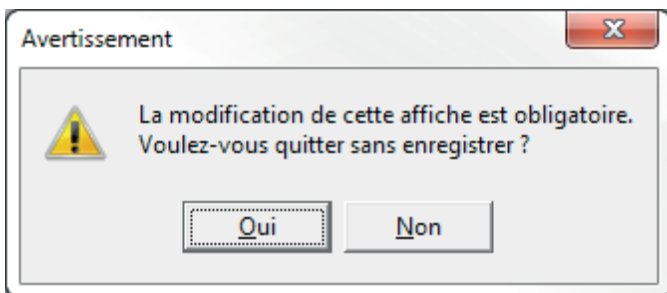 Avertissement
La modification de cette affiche est obligatoire.
Voulez-vous quitter sans enregistrer ?
Oui
Non